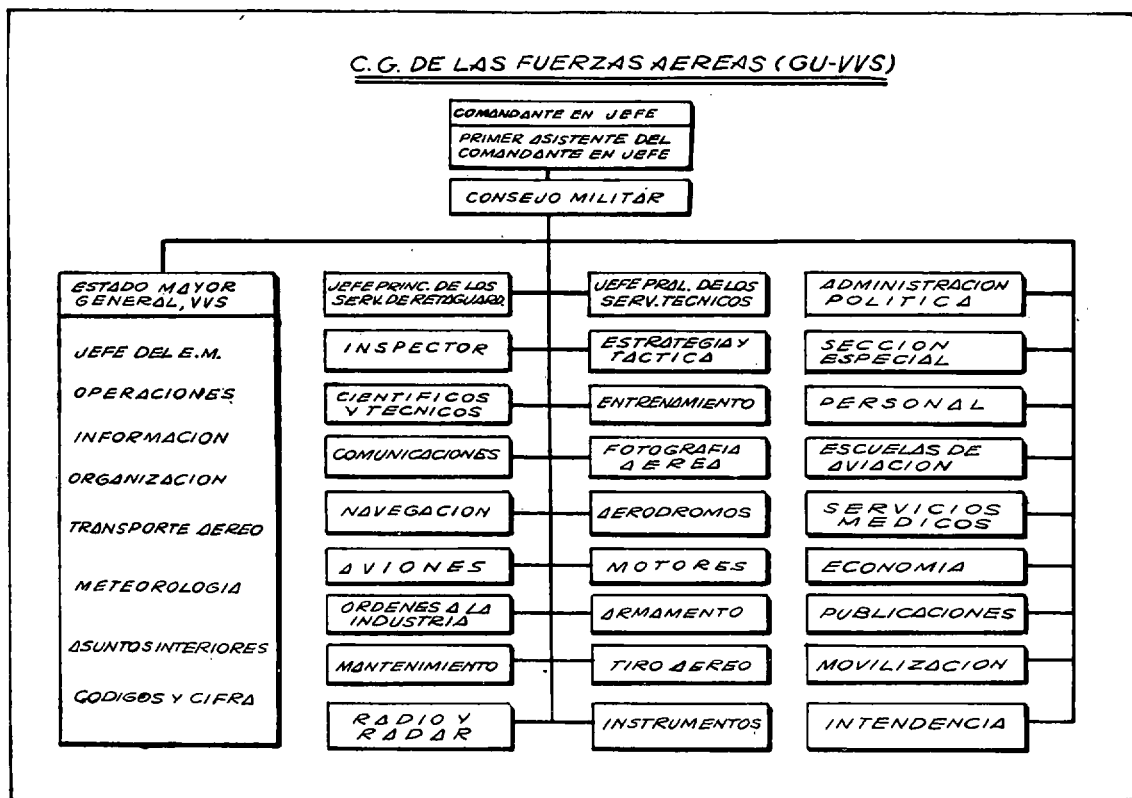 C.G. DE LAS FUERZAS AEREAS (GU-VVS)
COMANDANTE EN JEFE
PRIMER ASISTENTE DEL
COMANDANTE EN JEFE
CONSEJO MILITAR
ESTADO MAYOR
GENERAL, VVS
JEFE DEL E.M.
OPERACIONES
INFORMACION
ORGANIZACION
TRANSPORTE AEREO
METEOROLOGIA
ASUNTOS INTERIORES
CODIGOS Y CIFRA
JEFE PRINC. DE LOS
SERV. DE RETAGUARD.
INSPECTOR
CIENTIFICOS
Y TECNICOS
COMUNICACIONES
NAVEGACION
AVIONES
ORDENES A LA
INDUSTRIA
MANTENIMIENTO
RADIO Y
RADAR
JEFE PRAL. DE LOS
SERV. TECNICOS
ESTRATEGIA Y
TACTICA
ENTRENAMIENTO
FOTOGRAFIA
AEREA
AERODROMOS
MOTORES
ARMAMENTO
TIRO AEREO
INSTRUMENTOS
ADMINISTRACION
POLITICA
SECCION
ESPECIAL
PERSONAL
ESCUELAS DE
AVIACION
SERVICIOS
MEDICOS
ECONOMIA
PUBLICACIONES
MOVILIZACION
INTENDENCIA